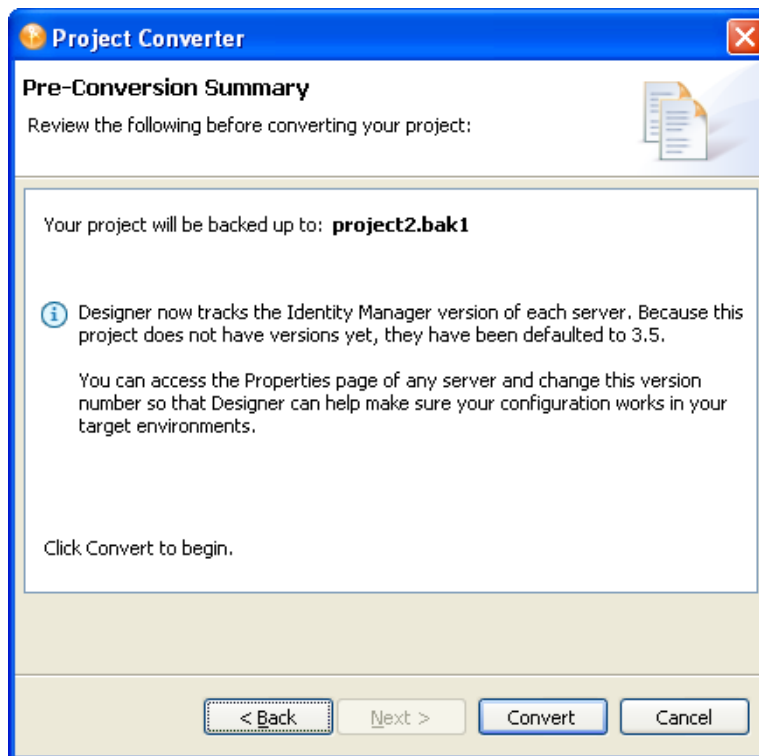 Project Converter
Pre-Conversion Summary
Review the following before converting your project:
Your project will be backed up to: project2.bak1
Designer now tracks the Identity Manager version of each server. Because this
project does not have versions yet, they have been defaulted to 3.5.
You can access the Properties page of any server and change this version
number so that Designer can help make sure your configuration works in your
target environments.
Click Convert to begin.
< Back Next > Convert Cancel